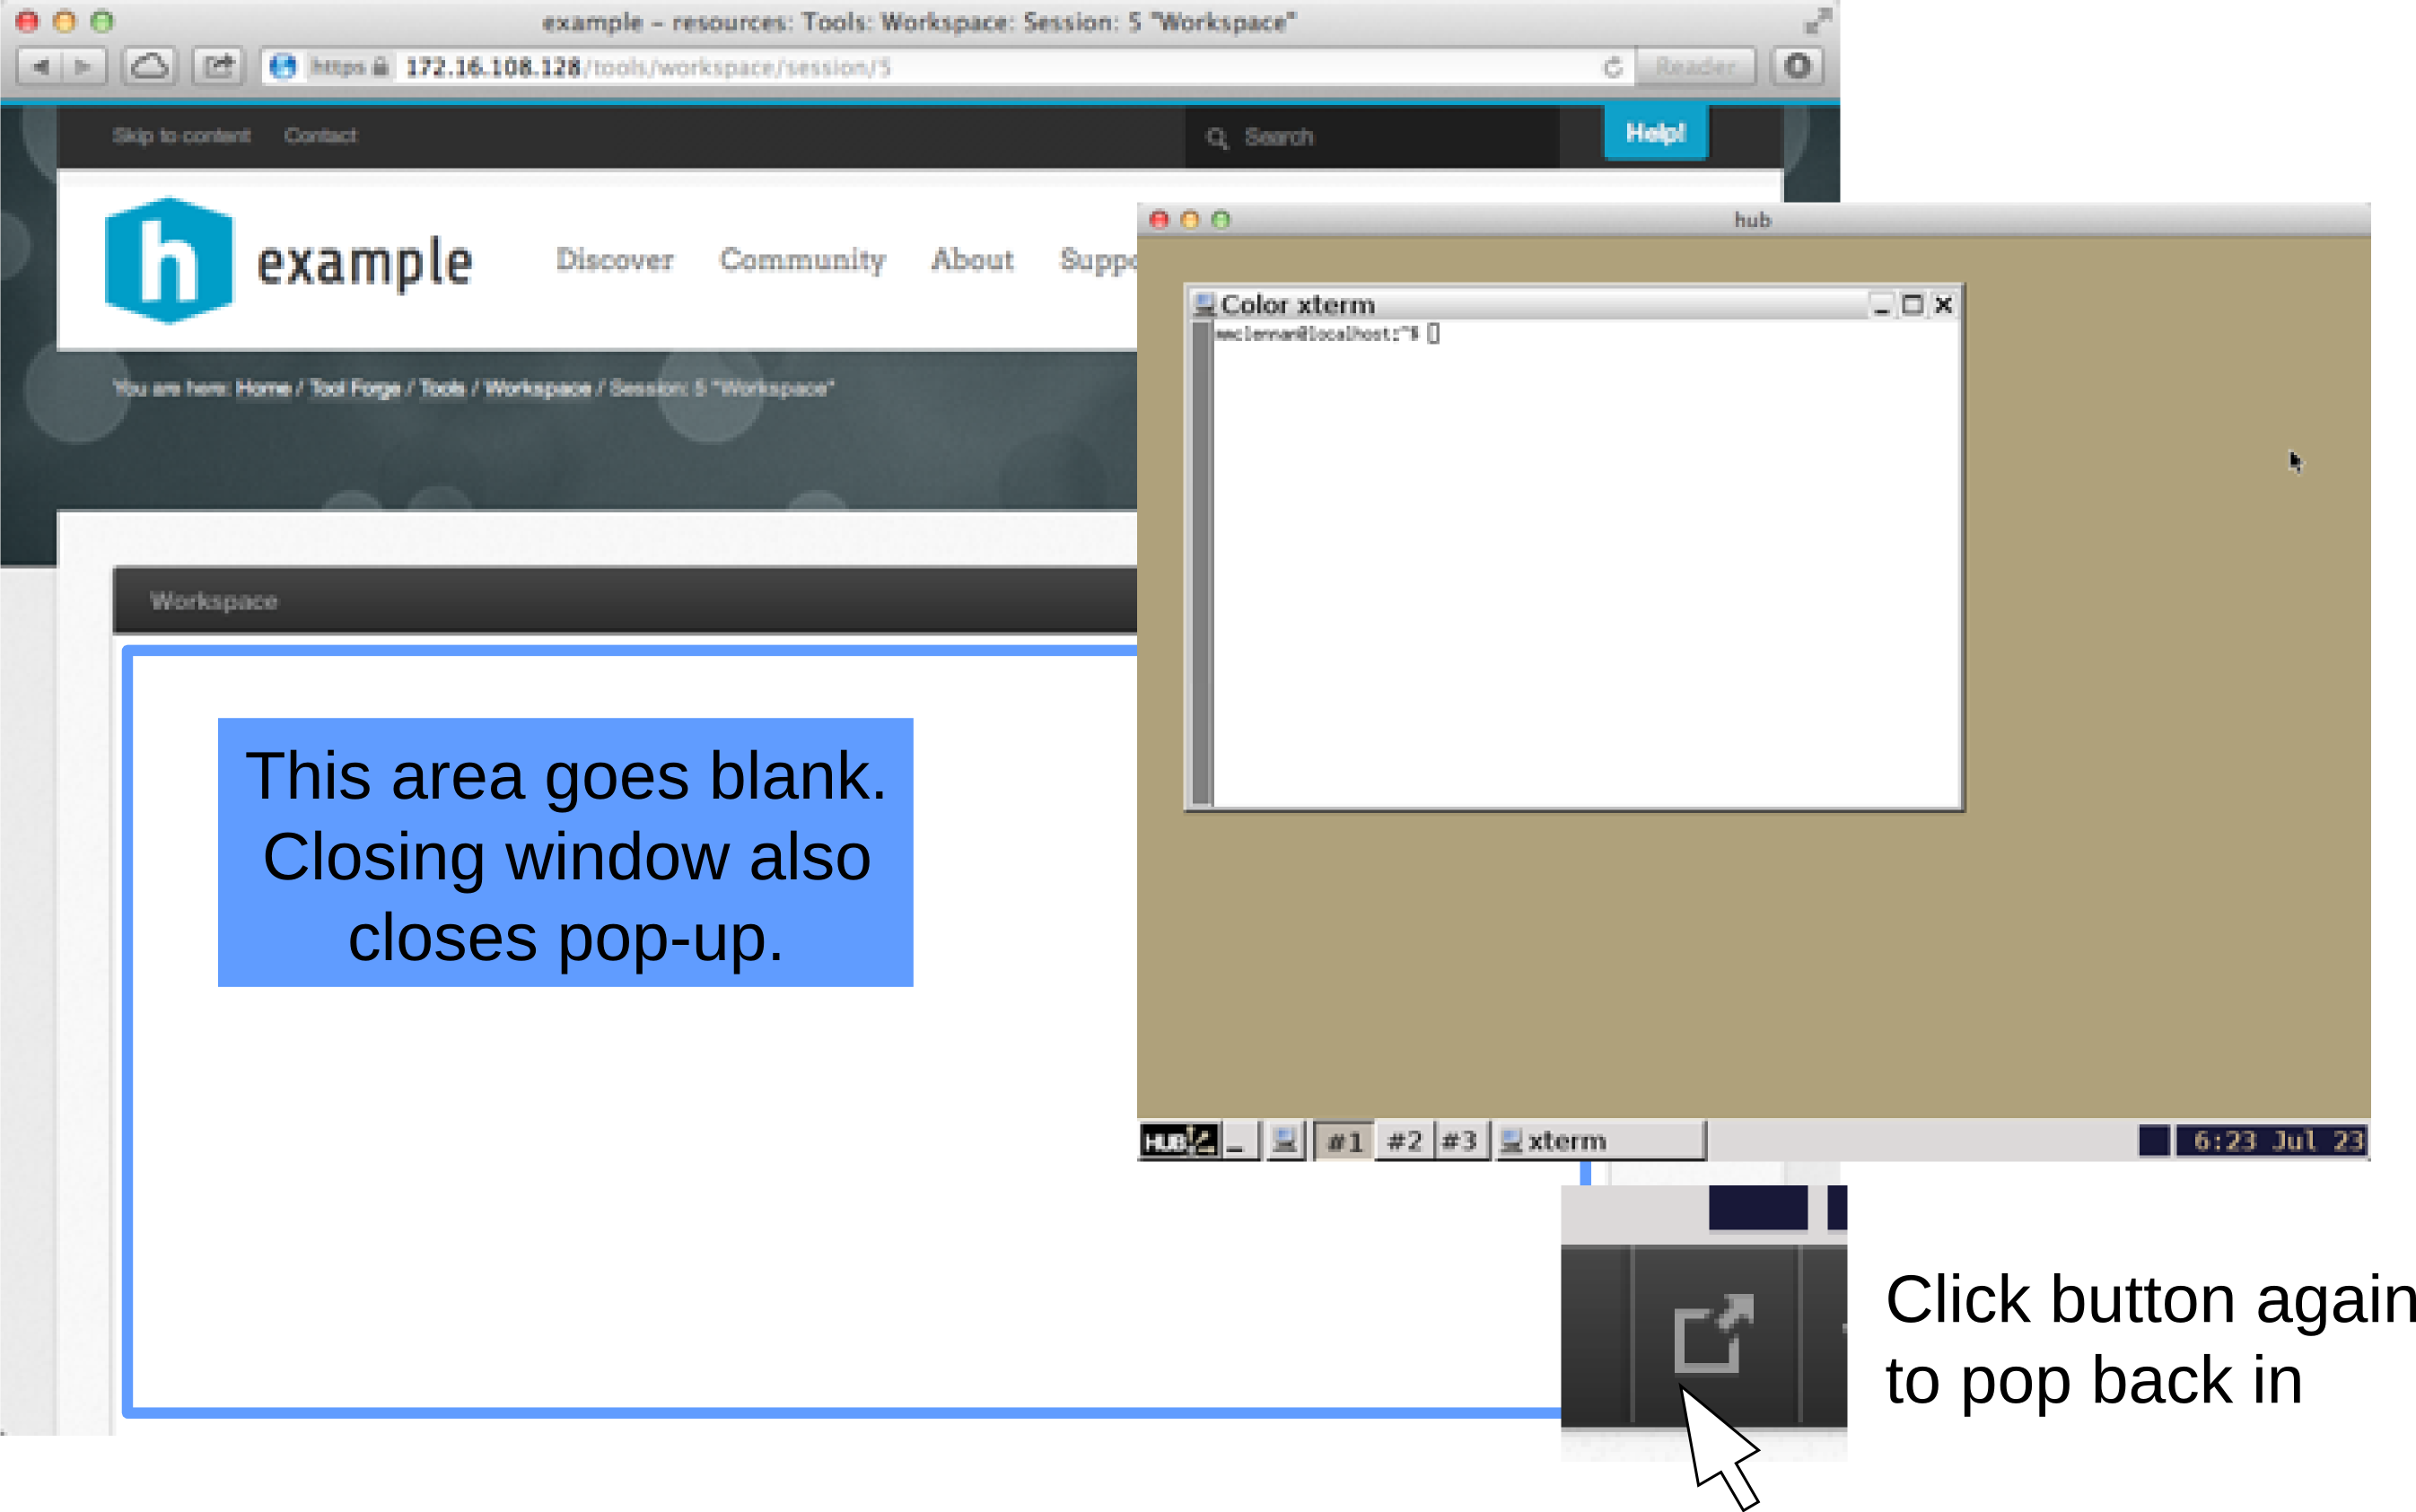 example – resources: Tools: Workspace: Session: 5 "Workspace"
https 172.16.108.128/tools/workspace/session/5
Reader
Skip to content Contact
Search
Help!
h example
Discover Community About Suppo
hub
Color xterm
mmclennan@localhost:~$
You are here: Home / Tool Forge / Tools / Workspace / Session: 5 "Workspace"
Workspace
This area goes blank.
Closing window also
closes pop-up.
HUB #1 #2 #3 xterm 6:23 Jul 23
Click button again
to pop back in